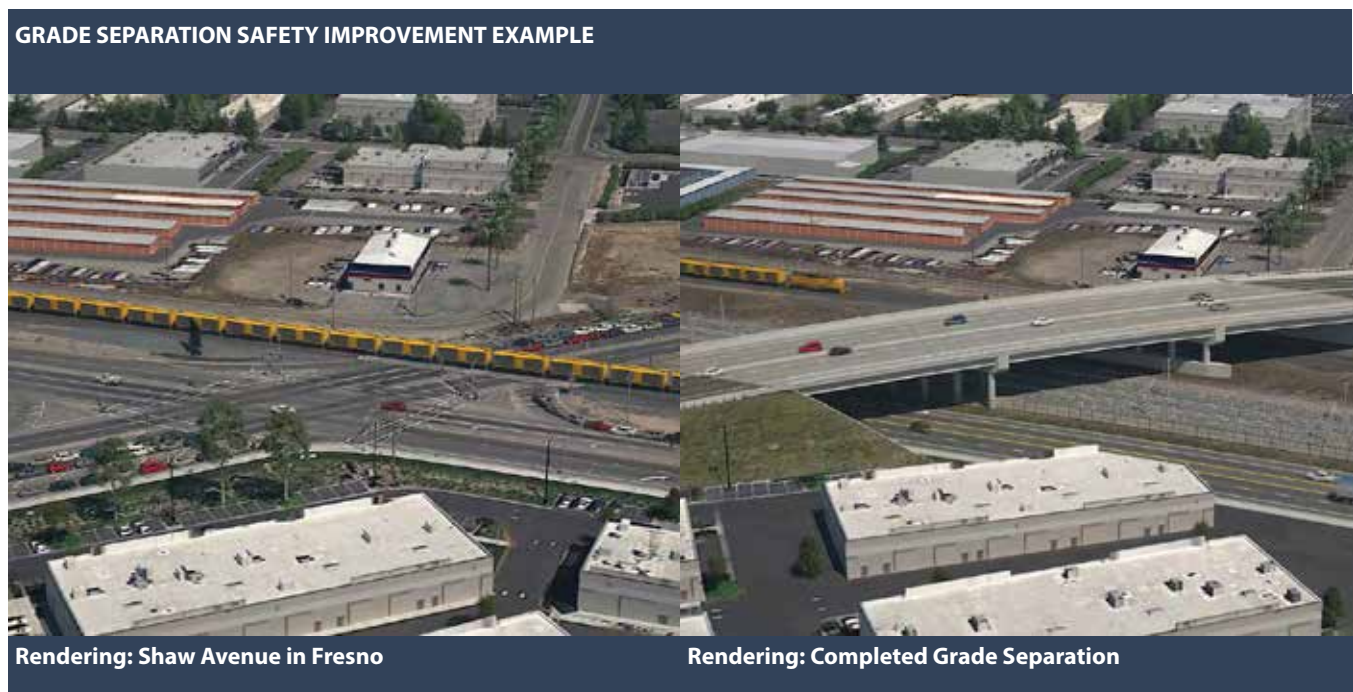 GRADE SEPARATION SAFETY IMPROVEMENT EXAMPLE
Rendering: Shaw Avenue in Fresno
Rendering: Completed Grade Separation